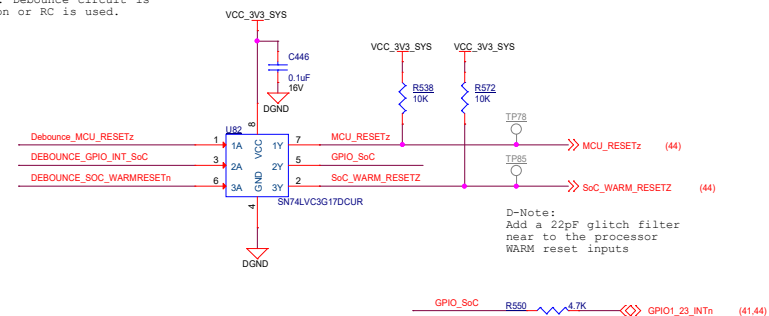 . Debounce circuit is
on or RC is used.
VCC_3V3_SYS
C446
0.1uF
16V
DGND
VCC_3V3_SYS
VCC_3V3_SYS
R538
10K
R572
10K
TP78
U82
8
VCC
Debounce_MCU_RESETz
1
1A
1Y
7
MCU_RESETz
MCU_RESETz
(44)
DEBOUNCE_GPIO_INT_SoC
3
2A
2Y
5
GPIO_SoC
TP85
DEBOUNCE_SOC_WARMRESETn
6
3A
3Y
2
SoC_WARM_RESETZ
SoC_WARM_RESETZ
(44)
GND
4
SN74LVC3G17DCUR
DGND
D-Note:
Add a 22pF glitch filter
near to the processor
WARM reset inputs
GPIO_SoC
R550
4.7K
GPIO1_23_INTn
(41,44)